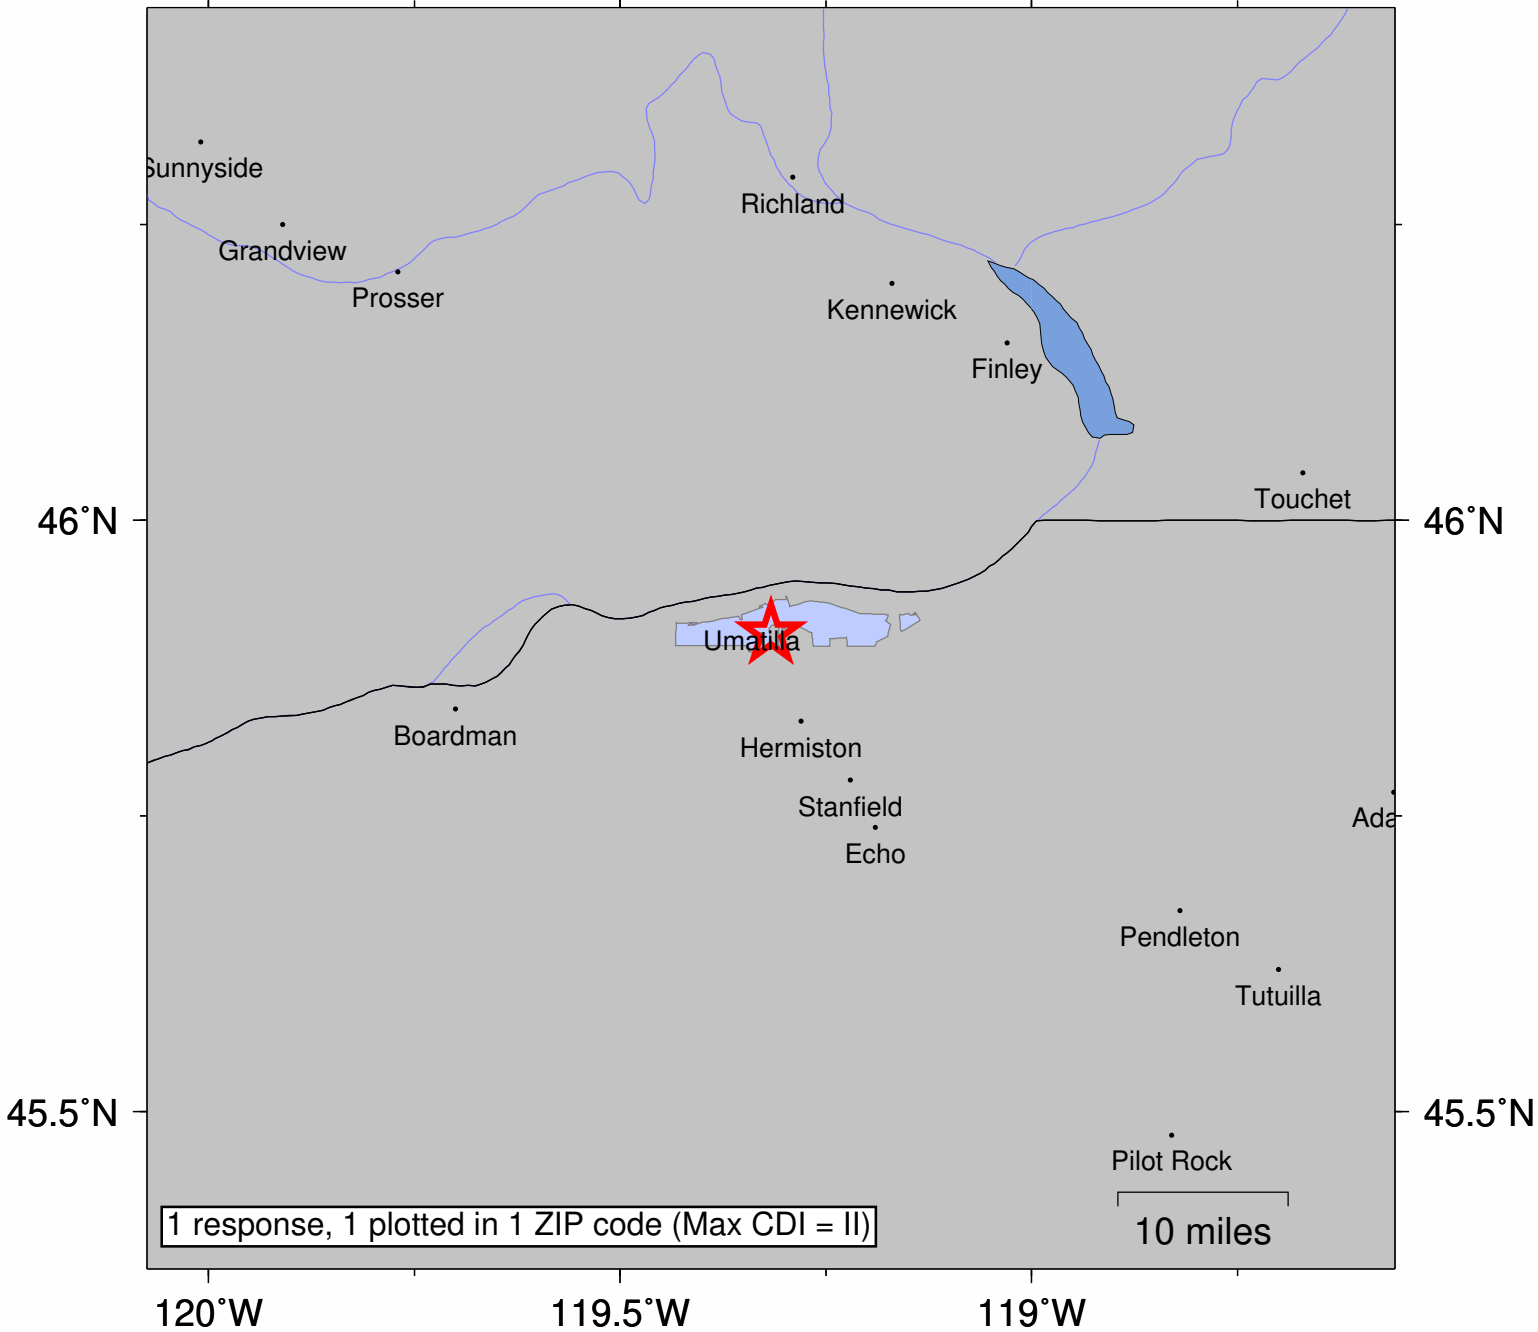 Sunnyside
Richland
Grandview
Prosser
Kennewick
Finley
Touchet
46°N
46°N
Umatilla
Boardman
Hermiston
Stanfield
Ada
Echo
Pendleton
Tutuilla
45.5°N
45.5°N
Pilot Rock
1 response, 1 plotted in 1 ZIP code (Max CDI = II)
10 miles
120°W
119.5°W
119°W